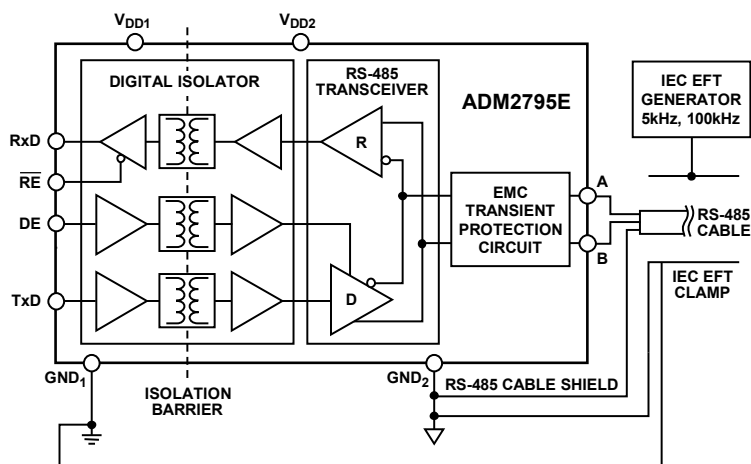 VDD1
VDD2
DIGITAL ISOLATOR
RS-485
TRANSCEIVER
ADM2795E
IEC EFT
GENERATOR
5kHz, 100kHz
RxD
R
RE
DE
TxD
D
EMC
TRANSIENT
PROTECTION
CIRCUIT
A
B
RS-485
CABLE
IEC EFT
CLAMP
GND1
ISOLATION
BARRIER
GND2
RS-485 CABLE SHIELD